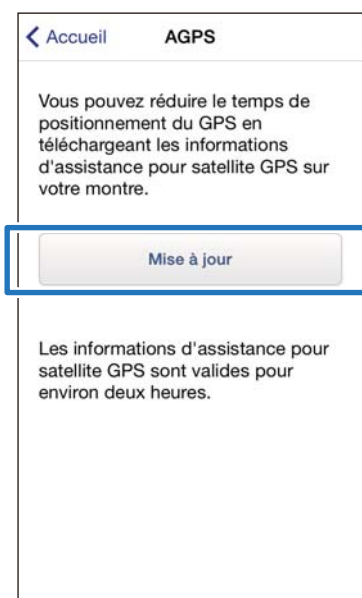 Accueil AGPS
Vous pouvez réduire le temps de
positionnement du GPS en
téléchargeant les informations
d'assistance pour satellite GPS sur
votre montre.
Mise à jour
Les informations d'assistance pour
satellite GPS sont valides pour
environ deux heures.